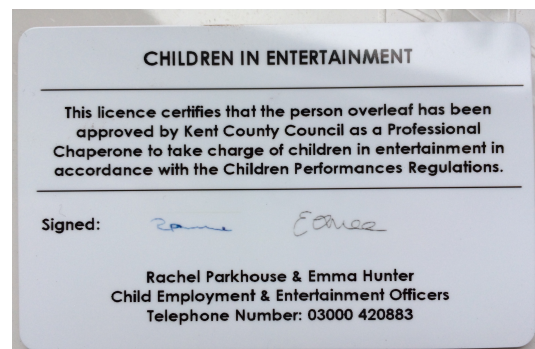 CHILDREN IN ENTERTAINMENT
This licence certifies that the person overleaf has been
approved by Kent County Council as a Professional
Chaperone to take charge of children in entertainment in
accordance with the Children Performances Regulations.
Signed:
Rachel Parkhouse & Emma Hunter
Child Employment & Entertainment Officers
Telephone Number: 03000 420883